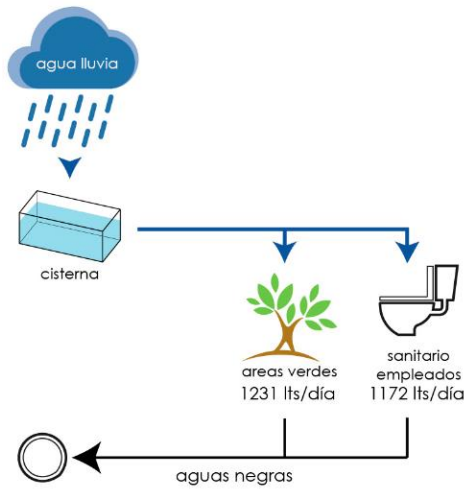 agua lluvia
cisterna
areas verdes
1231 lts/día
sanitario
empleados
1172 lts/día
aguas negras